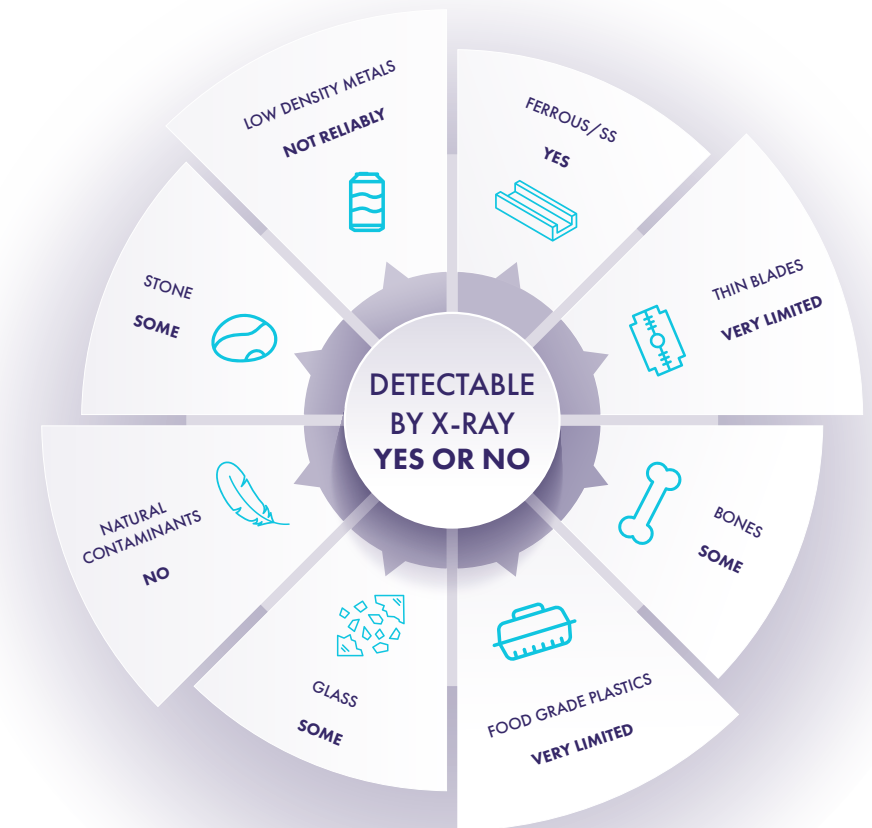 DETECTABLE
BY X-RAY
YES OR NO
FERROUS/SS
YES
THIN BLADES
VERY LIMITED
BONES
SOME
FOOD GRADE PLASTICS
VERY LIMITED
GLASS
SOME
NATURAL
CONTAMINANTS
NO
STONE
SOME
LOW DENSITY METALS
NOT RELIABLY